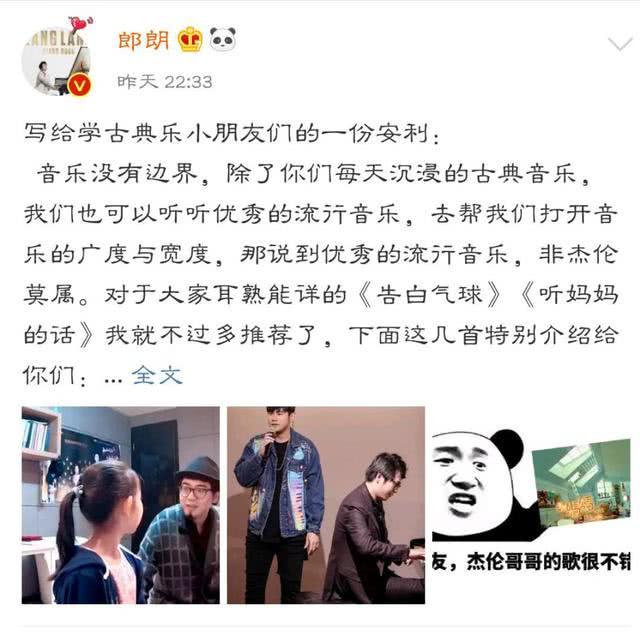 LANG LAN
PIANO BOOK
郎朗
昨天 22:33
写给学古典乐小朋友们的一份安利：
音乐没有边界，除了你们每天沉浸的古典音乐，
我们也可以听听优秀的流行音乐，去帮我们打开音
乐的广度与宽度，那说到优秀的流行音乐，非杰伦
莫属。对于大家耳熟能详的《告白气球》《听妈妈
的话》我就不过多推荐了，下面这几首特别介绍给
你们：... 全文
友，杰伦哥哥的歌很不错